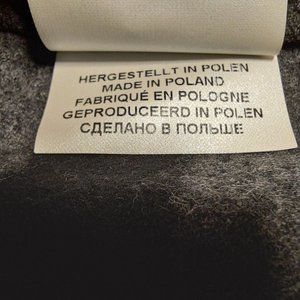 HERGESTELLT IN POLEN
MADE IN POLAND
FABRIQUÉ EN POLOGNE
GEPRODUCEERD IN POLEN
СДЕЛАНО В ПОЛЬШЕ